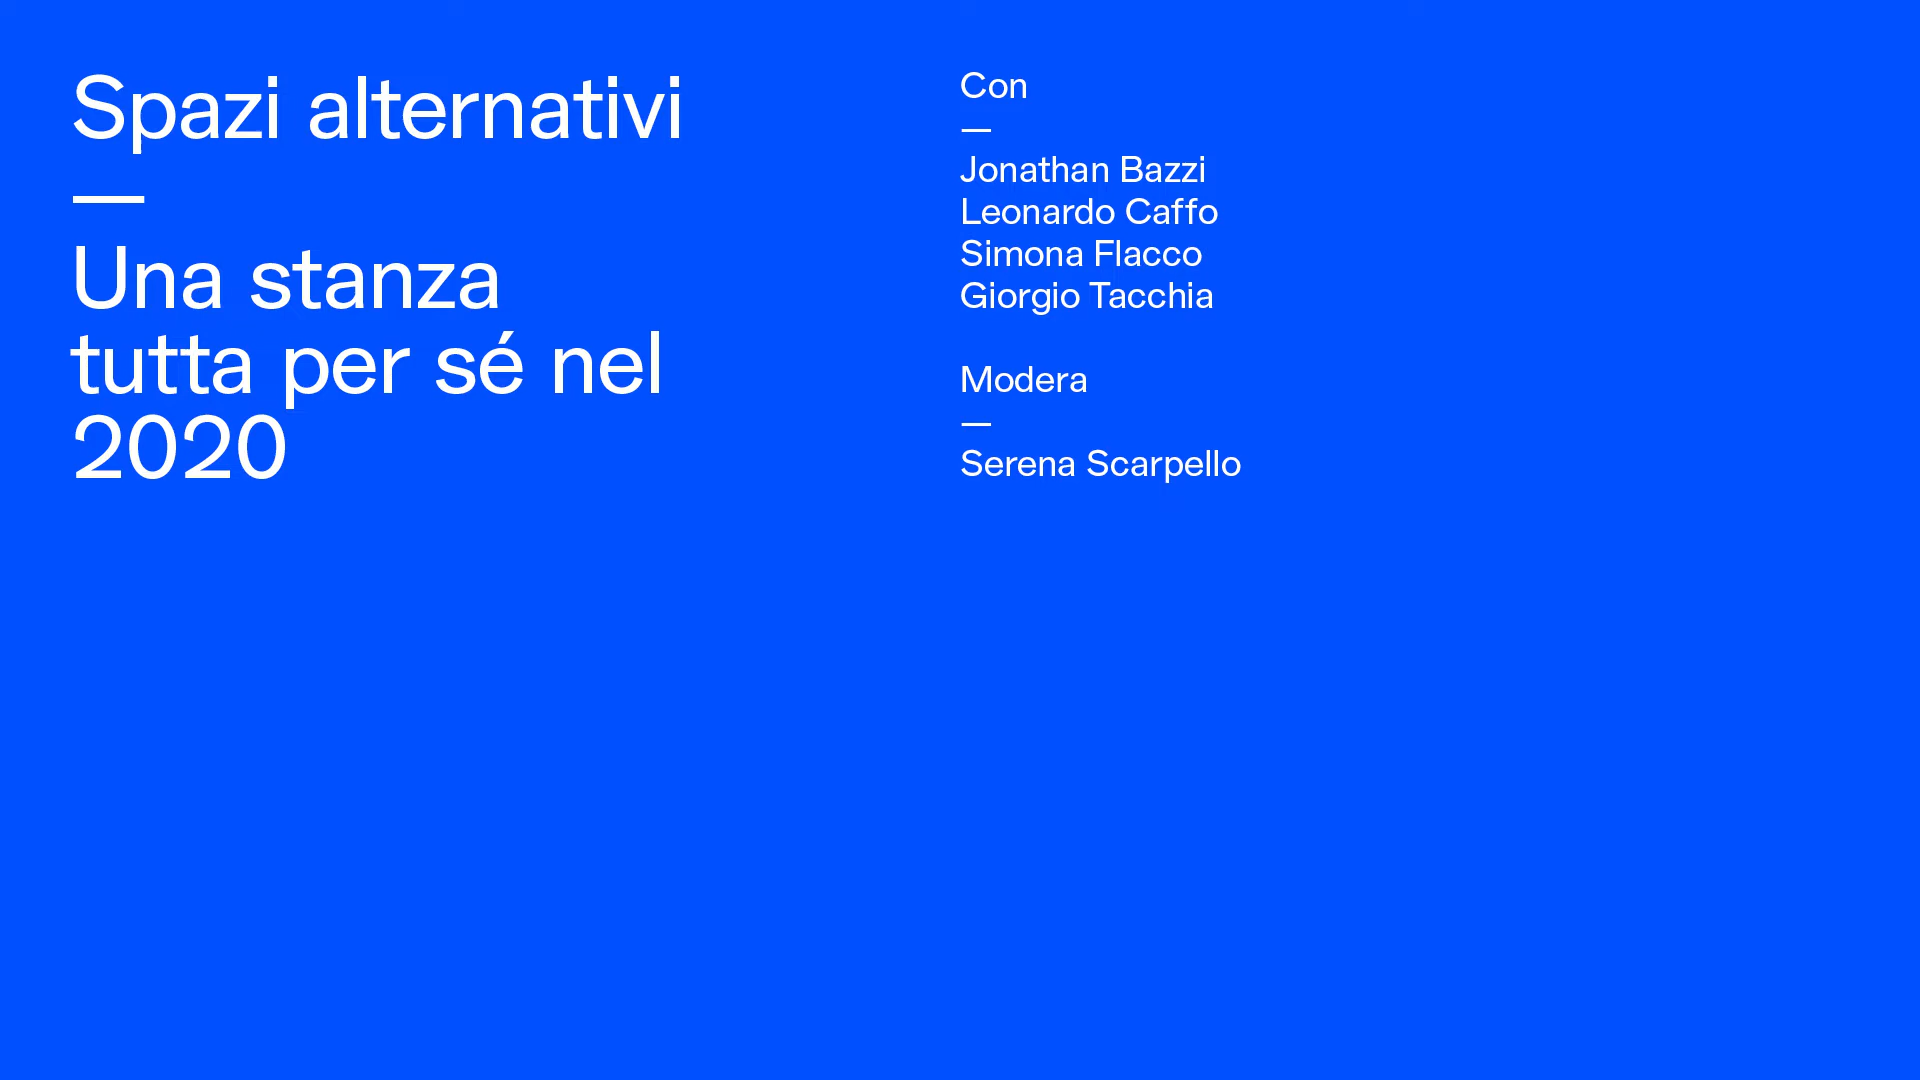 Spazi alternativi
—
Una stanza
tutta per sé nel
2020
Con
—
Jonathan Bazzi
Leonardo Caffo
Simona Flacco
Giorgio Tacchia
Modera
—
Serena Scarpello